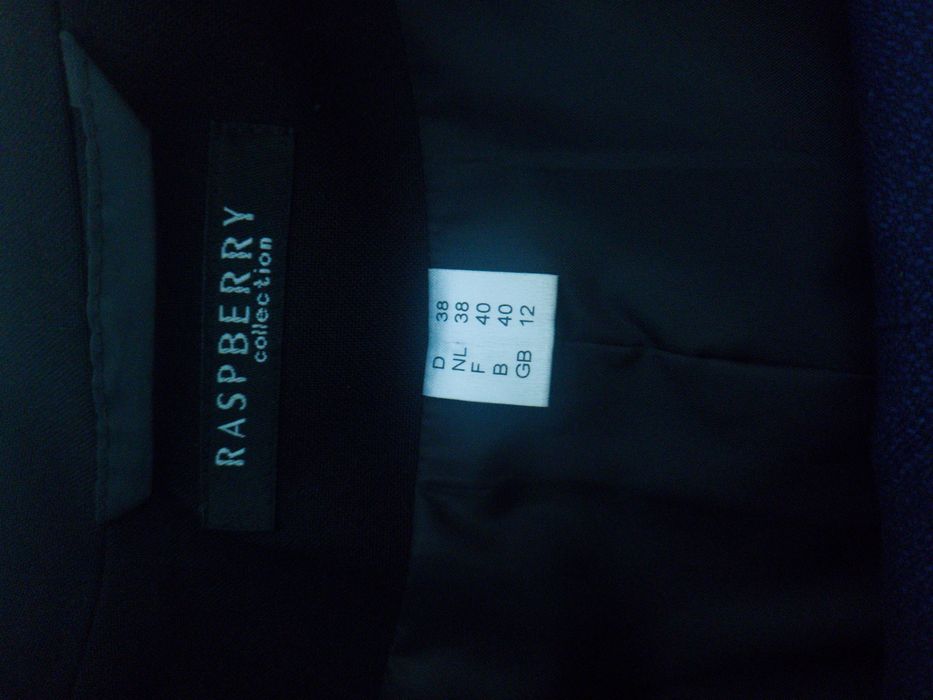 RASPBERRY
collection
D 38
NL 38
F 40
B 40
GB 12